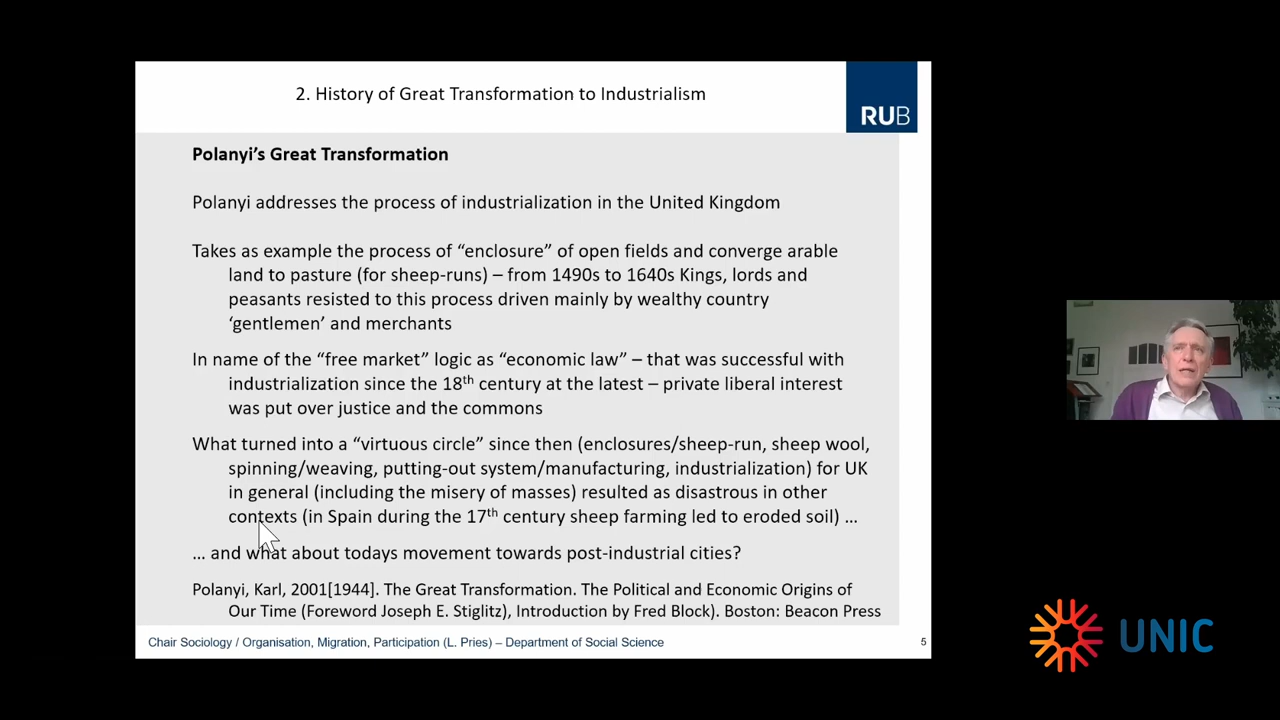 2. History of Great Transformation to Industrialism
RUB
Polanyi’s Great Transformation
Polanyi addresses the process of industrialization in the United Kingdom
Takes as example the process of “enclosure” of open fields and converge arable
land to pasture (for sheep-runs) – from 1490s to 1640s Kings, lords and
peasants resisted to this process driven mainly by wealthy country
‘gentlemen’ and merchants
In name of the “free market” logic as “economic law” – that was successful with
industrialization since the 18th century at the latest – private liberal interest
was put over justice and the commons
What turned into a “virtuous circle” since then (enclosures/sheep-run, sheep wool,
spinning/weaving, putting-out system/manufacturing, industrialization) for UK
in general (including the misery of masses) resulted as disastrous in other
contexts (in Spain during the 17th century sheep farming led to eroded soil) …
… and what about todays movement towards post-industrial cities?
Polanyi, Karl, 2001[1944]. The Great Transformation. The Political and Economic Origins of
Our Time (Foreword Joseph E. Stiglitz), Introduction by Fred Block). Boston: Beacon Press
Chair Sociology / Organisation, Migration, Participation (L. Pries) – Department of Social Science
5
UNIC